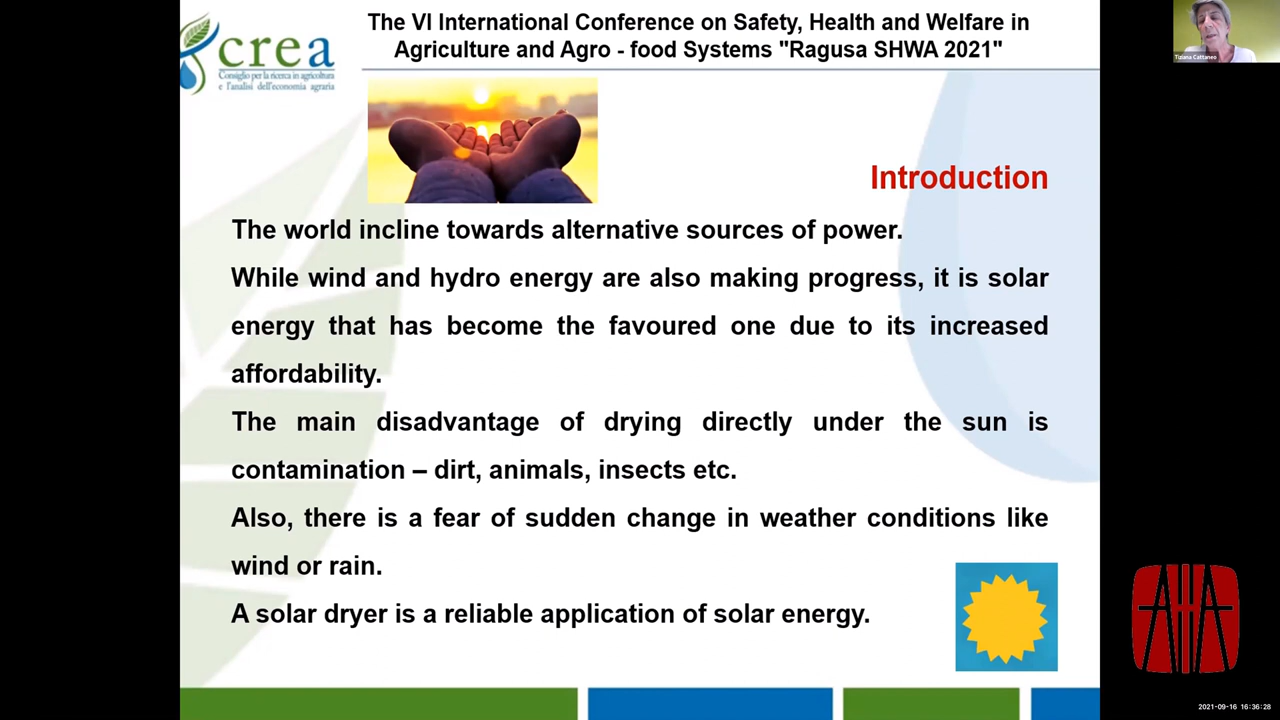 The VI International Conference on Safety, Health and Welfare in
Agriculture and Agro - food Systems "Ragusa SHWA 2021"
crea
Consiglio per la ricerca in agricoltura
e l'analisi dell'economia agraria
Tiziana Cattaneo
Introduction
The world incline towards alternative sources of power.
While wind and hydro energy are also making progress, it is solar
energy that has become the favoured one due to its increased
affordability.
The main disadvantage of drying directly under the sun is
contamination – dirt, animals, insects etc.
Also, there is a fear of sudden change in weather conditions like
wind or rain.
A solar dryer is a reliable application of solar energy.
AIIA
2021-09-16 16:36:28